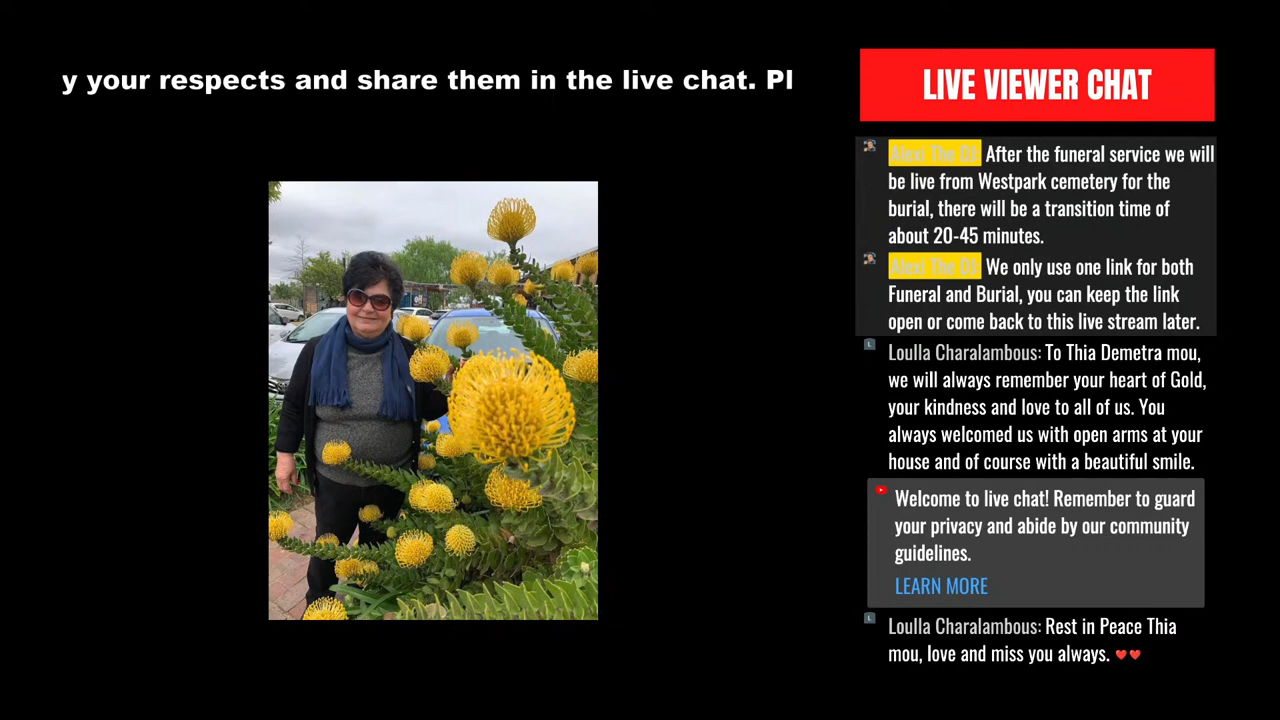 y your respects and share them in the live chat. Pl
LIVE VIEWER CHAT
Alexi The DJ: After the funeral service we will
be live from Westpark cemetery for the
burial, there will be a transition time of
about 20-45 minutes.
Alexi The DJ: We only use one link for both
Funeral and Burial, you can keep the link
open or come back to this live stream later.
Loulla Charalambous: To Thia Demetra mou,
we will always remember your heart of Gold,
your kindness and love to all of us. You
always welcomed us with open arms at your
house and of course with a beautiful smile.
Welcome to live chat! Remember to guard
your privacy and abide by our community
guidelines.
LEARN MORE
Loulla Charalambous: Rest in Peace Thia
mou, love and miss you always. ❤️❤️